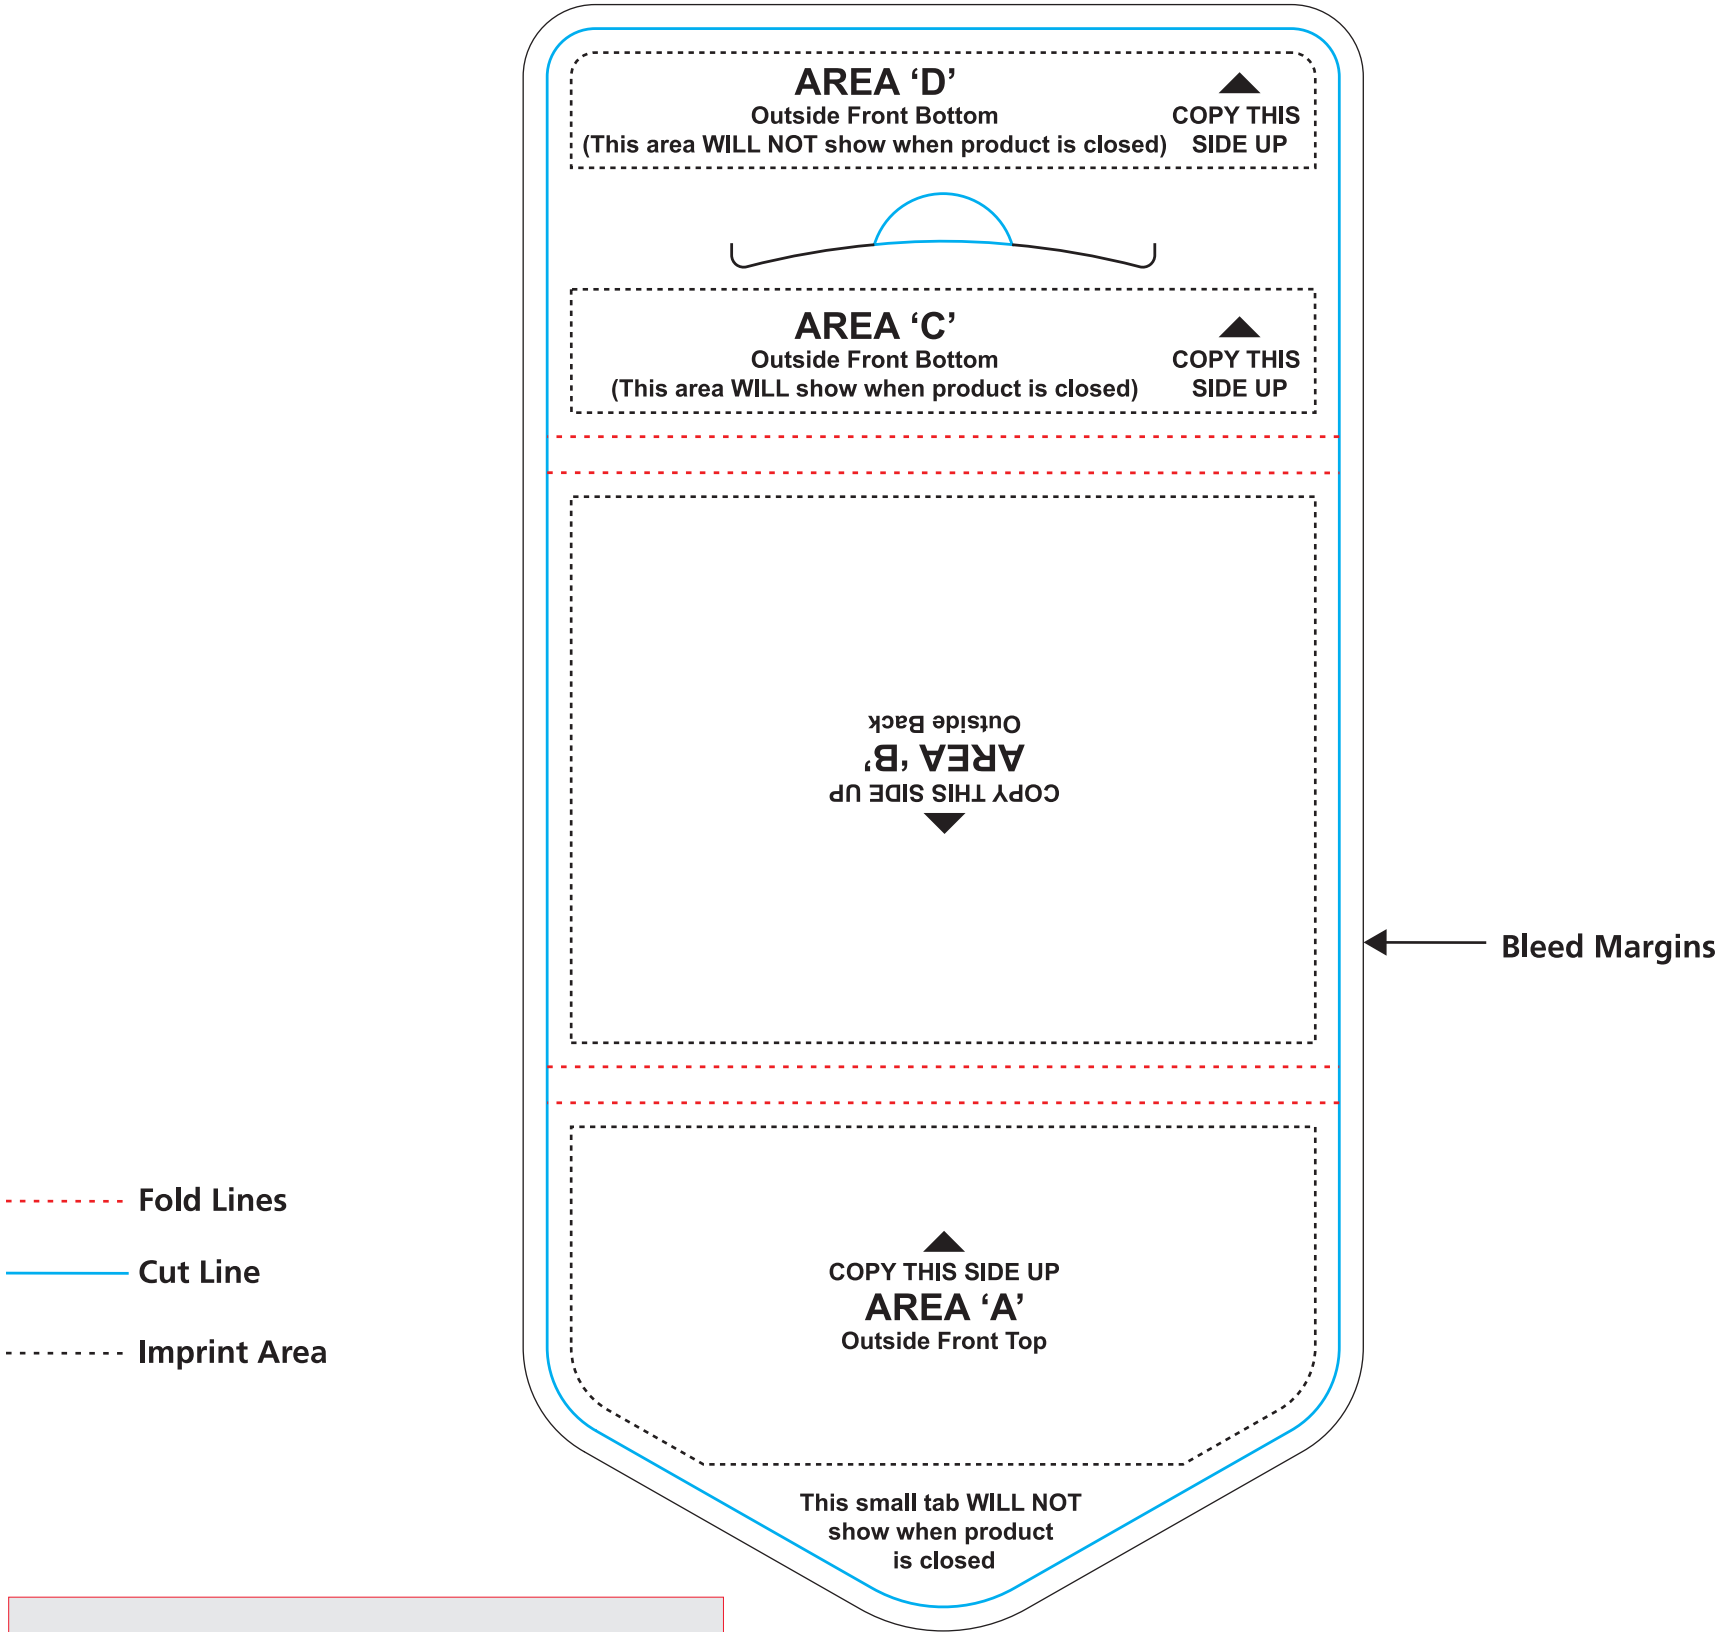 AREA ‘D’
Outside Front Bottom
(This area WILL NOT show when product is closed)
COPY THIS
SIDE UP
AREA ‘C’
Outside Front Bottom
(This area WILL show when product is closed)
COPY THIS
SIDE UP
COPY THIS SIDE UP
AREA ‘B’
Outside Back
Bleed Margins
Fold Lines
Cut Line
Imprint Area
COPY THIS SIDE UP
AREA ‘A’
Outside Front Top
This small tab WILL NOT
show when product
is closed